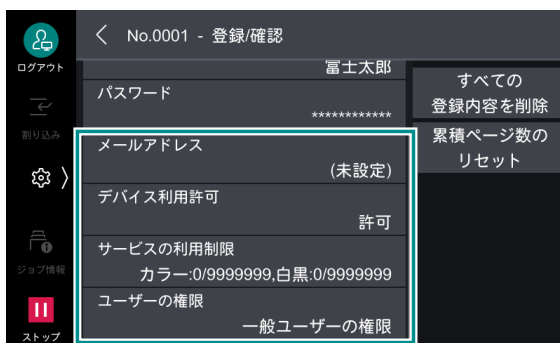 ログアウト
割り込み
ジョブ情報
ストップ
No.0001 - 登録/確認
富士太郎
パスワード
************
メールアドレス
(未設定)
デバイス利用許可
許可
サービスの利用制限
カラー:0/9999999,白黒:0/9999999
ユーザーの権限
一般ユーザーの権限
すべての
登録内容を削除
累積ページ数の
リセット